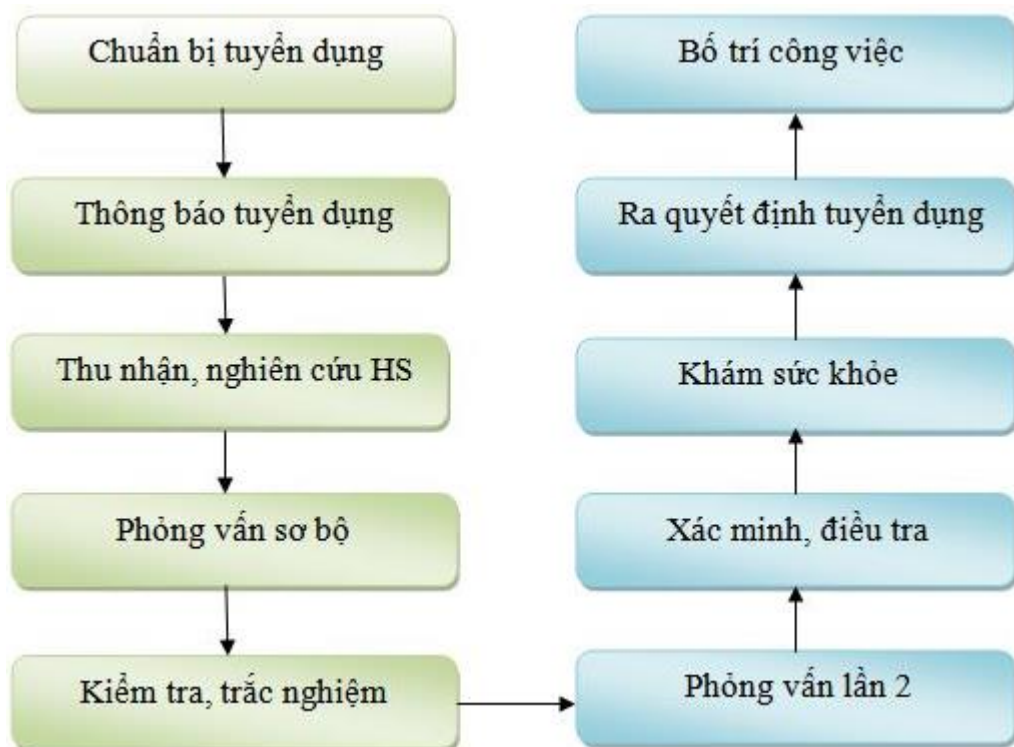 Chuẩn bị tuyển dụng
Thông báo tuyển dụng
Thu nhận, nghiên cứu HS
Phỏng vấn sơ bộ
Kiểm tra, trắc nghiệm
Phỏng vấn lần 2
Xác minh, điều tra
Khám sức khỏe
Ra quyết định tuyển dụng
Bố trí công việc